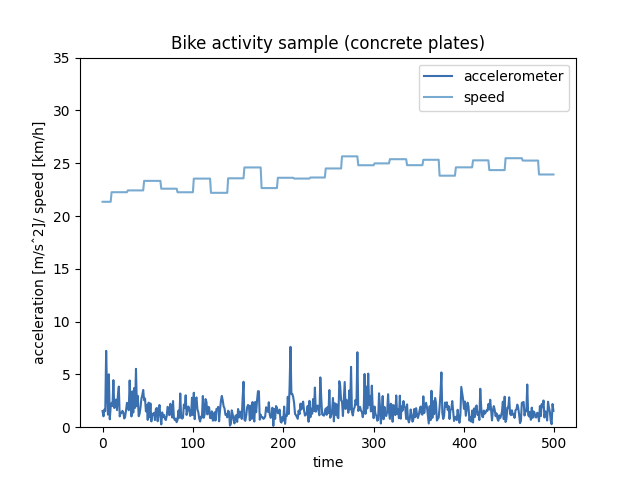 Bike activity sample (concrete plates)
accelerometer
speed
acceleration [m/sˆ2]/ speed [km/h]
35
30
25
20
15
10
5
0
0 100 200 300 400 500
time